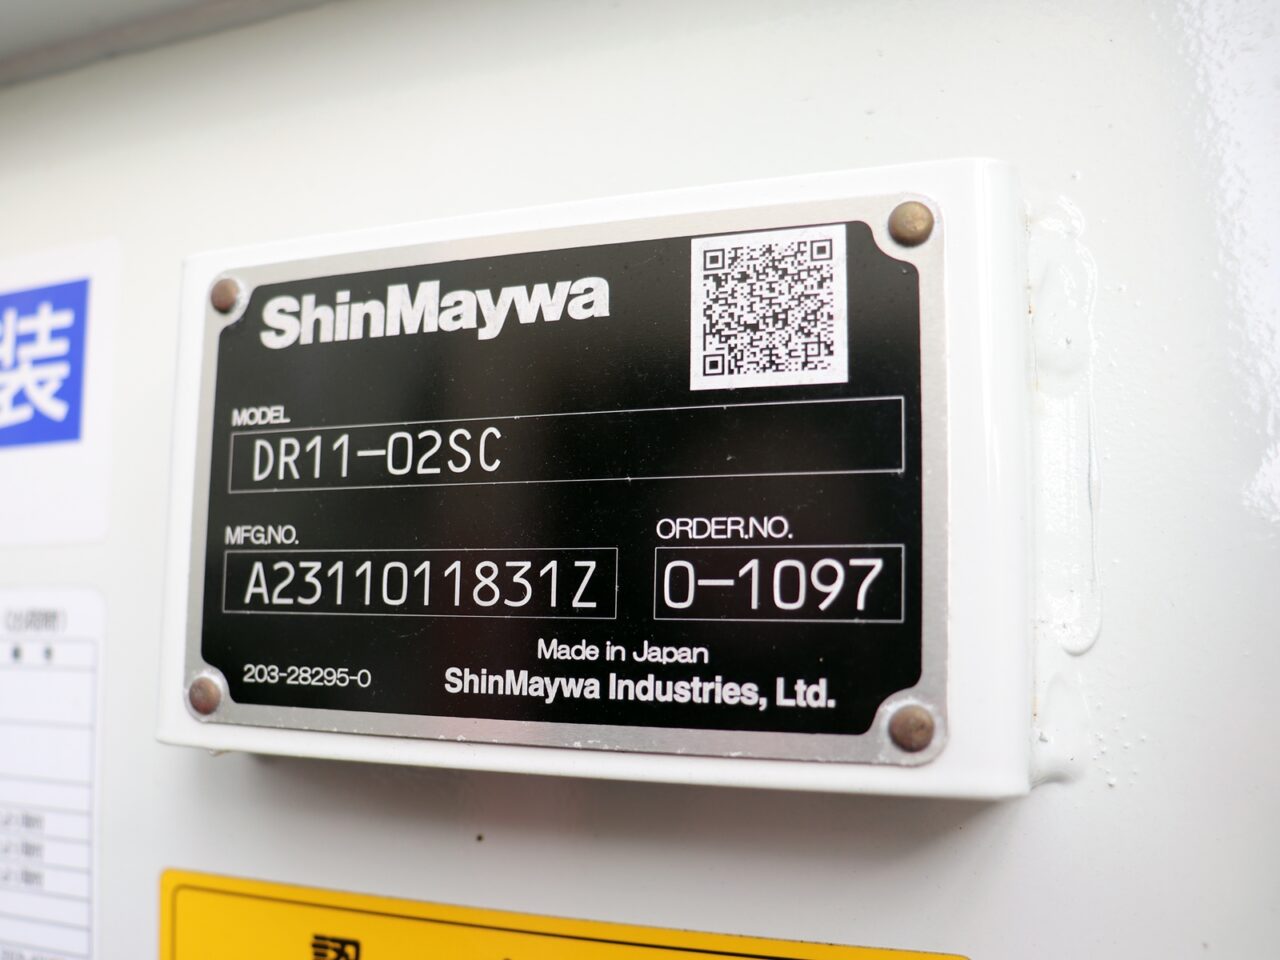 ShinMaywa
MODEL
DR11-02SC
MFG.NO.
ORDER.NO.
A2311011831Z
0-1097
Made in Japan
203-28295-0
ShinMaywa Industries, Ltd.
装